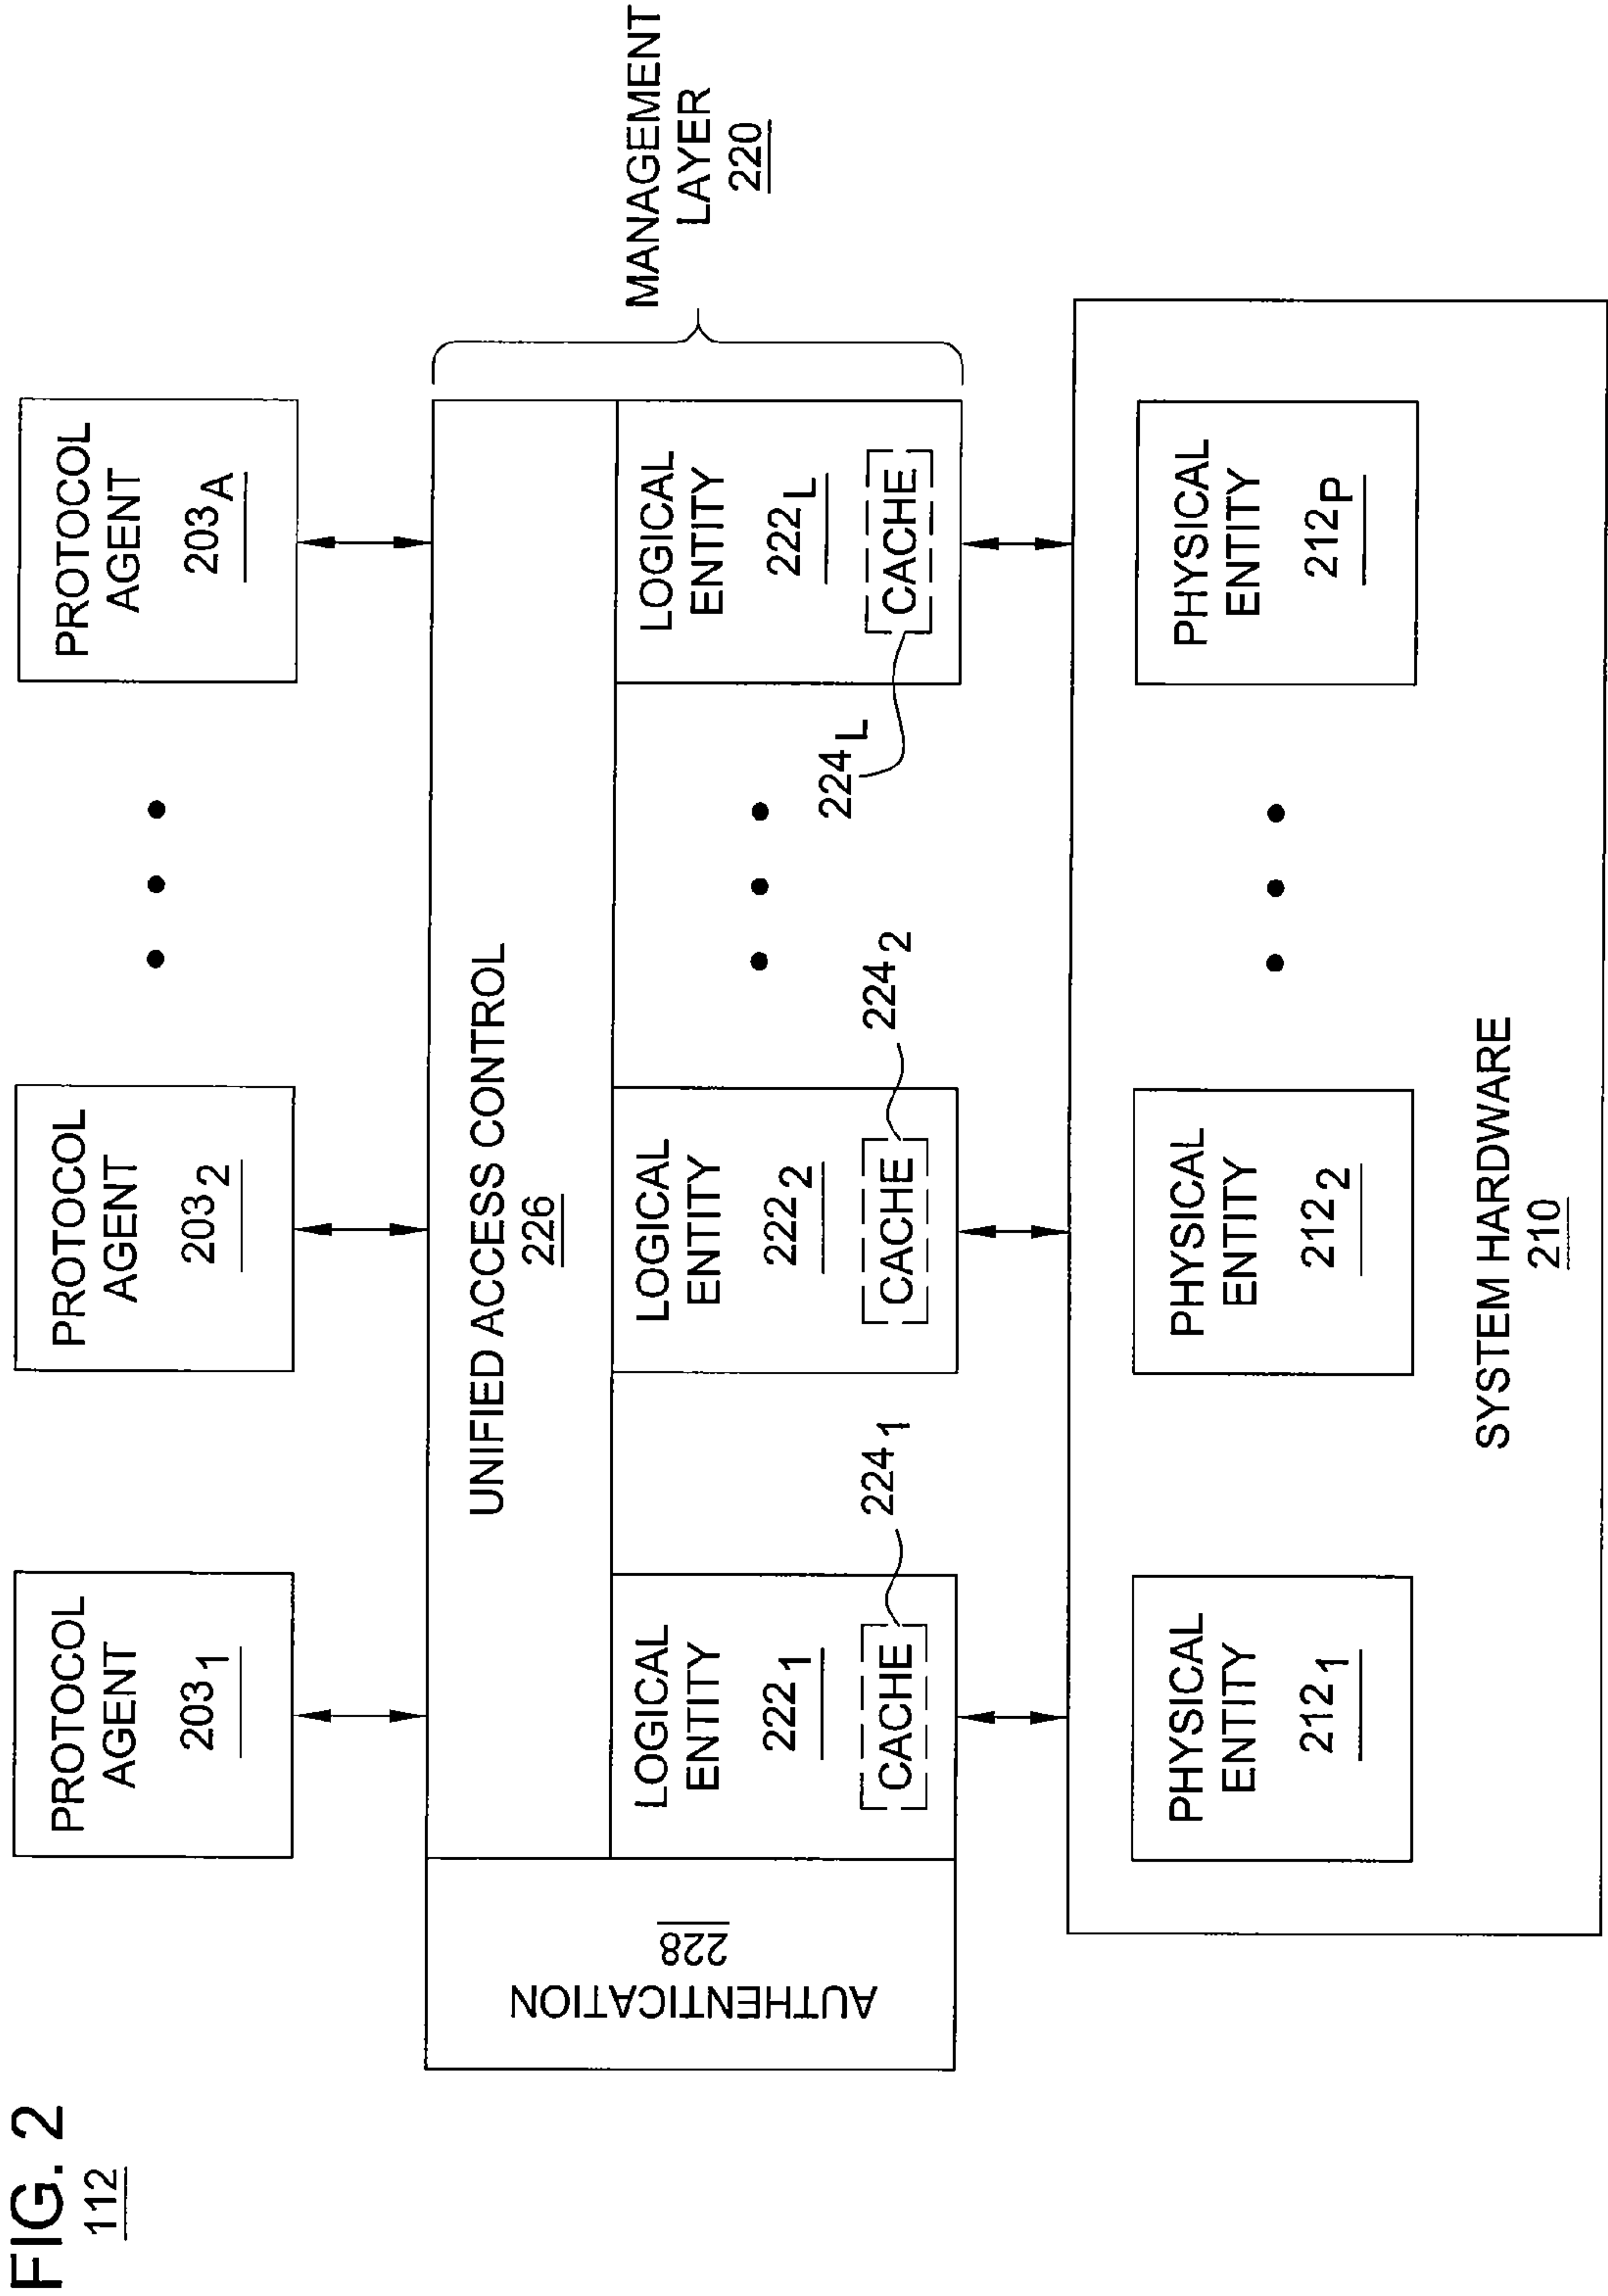 FIG. 2
112
PROTOCOL
AGENT
203₁
PROTOCOL
AGENT
203₂
PROTOCOL
AGENT
203A
UNIFIED ACCESS CONTROL
226
AUTHENTICATION
228
LOGICAL
ENTITY
222₁
CACHE
224₁
LOGICAL
ENTITY
222₂
CACHE
224₂
LOGICAL
ENTITY
222L
CACHE
224L
MANAGEMENT
LAYER
220
PHYSICAL
ENTITY
212₁
PHYSICAL
ENTITY
212₂
PHYSICAL
ENTITY
212P
SYSTEM HARDWARE
210